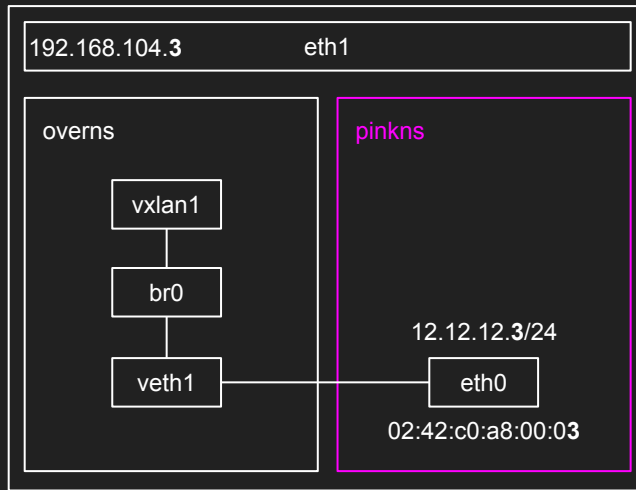 192.168.104.3 eth1
overns
pinkns
vxlan1
br0
12.12.12.3/24
veth1
eth0
02:42:c0:a8:00:03